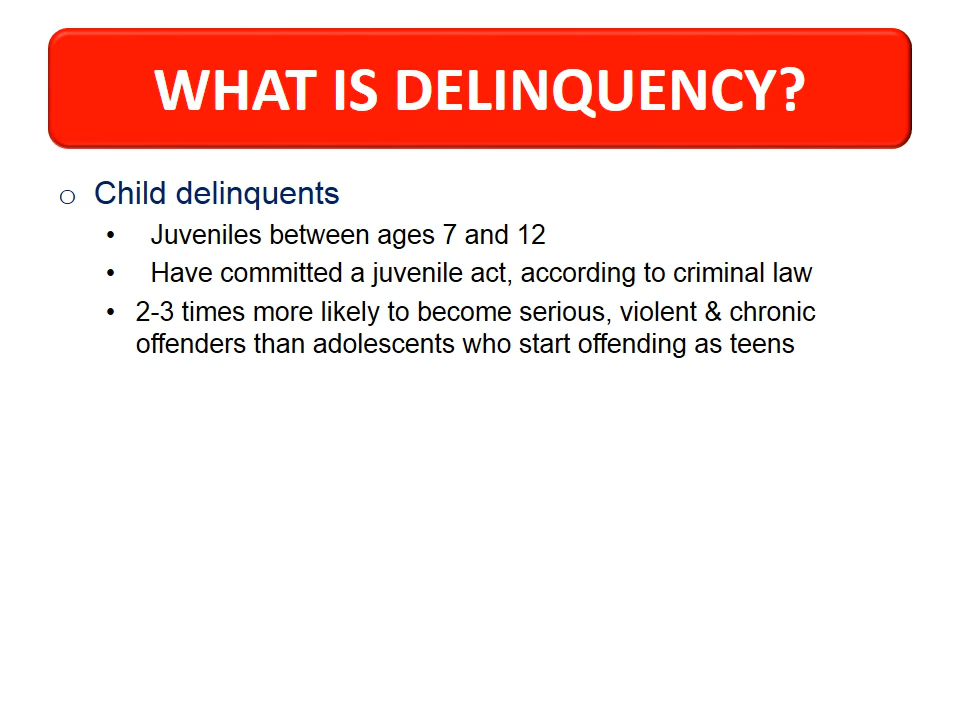 WHAT IS DELINQUENCY?
o Child delinquents
• Juveniles between ages 7 and 12
• Have committed a juvenile act, according to criminal law
• 2-3 times more likely to become serious, violent & chronic
offenders than adolescents who start offending as teens